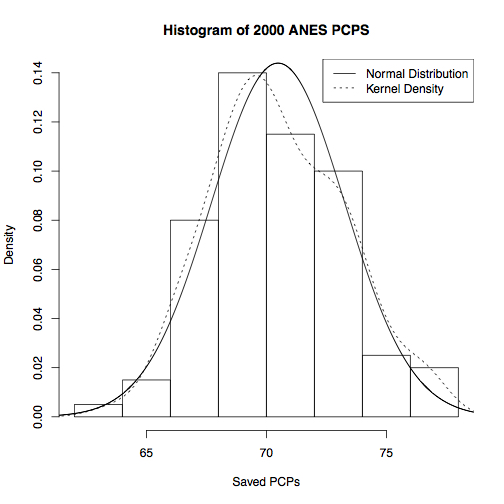 Histogram of 2000 ANES PCPS
Normal Distribution
Kernel Density
Density
0.14
0.12
0.10
0.08
0.06
0.04
0.02
0.00
65 70 75
Saved PCPs